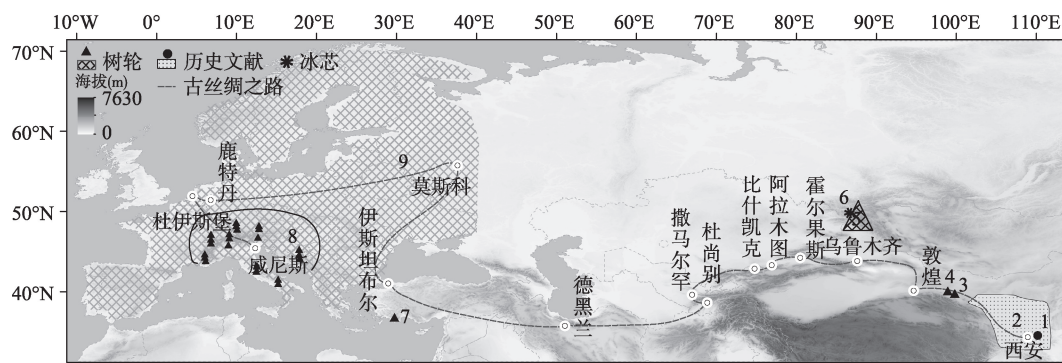 10°W 0° 10°E 20°E 30°E 40°E 50°E 60°E 70°E 80°E 90°E 100°E 110°E
70°N
60°N
50°N
40°N
树轮 历史文献 冰芯
海拔(m)
7630
0
古丝绸之路
鹿特丹
9
莫斯科
杜伊斯堡
8
威尼斯
伊斯坦布尔
7
德黑兰
撒马尔罕
杜尚别
比什凯克
阿拉木图
霍尔果斯
6
乌鲁木齐
敦煌
4
3
2
1
西安